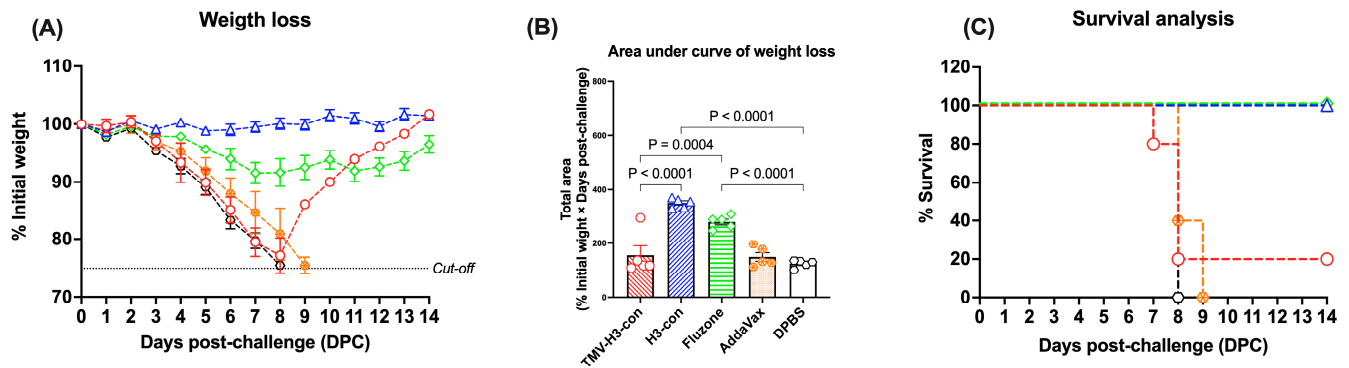 (A)
Weigth loss
% Initial weight
110
100
90
80
70
Cut-off
0 1 2 3 4 5 6 7 8 9 10 11 12 13 14
Days post-challenge (DPC)
(B)
Area under curve of weight loss
Total area
(% Initial wight × Days post-challenge)
800
600
400
200
0
P < 0.0001
P = 0.0004
P < 0.0001
P < 0.0001
TMV-H3-con
H3-con
Fluzone
AddaVax
DPBS
(C)
Survival analysis
% Survival
120
100
80
60
40
20
0
0 1 2 3 4 5 6 7 8 9 10 11 12 13 14
Days post-challenge (DPC)